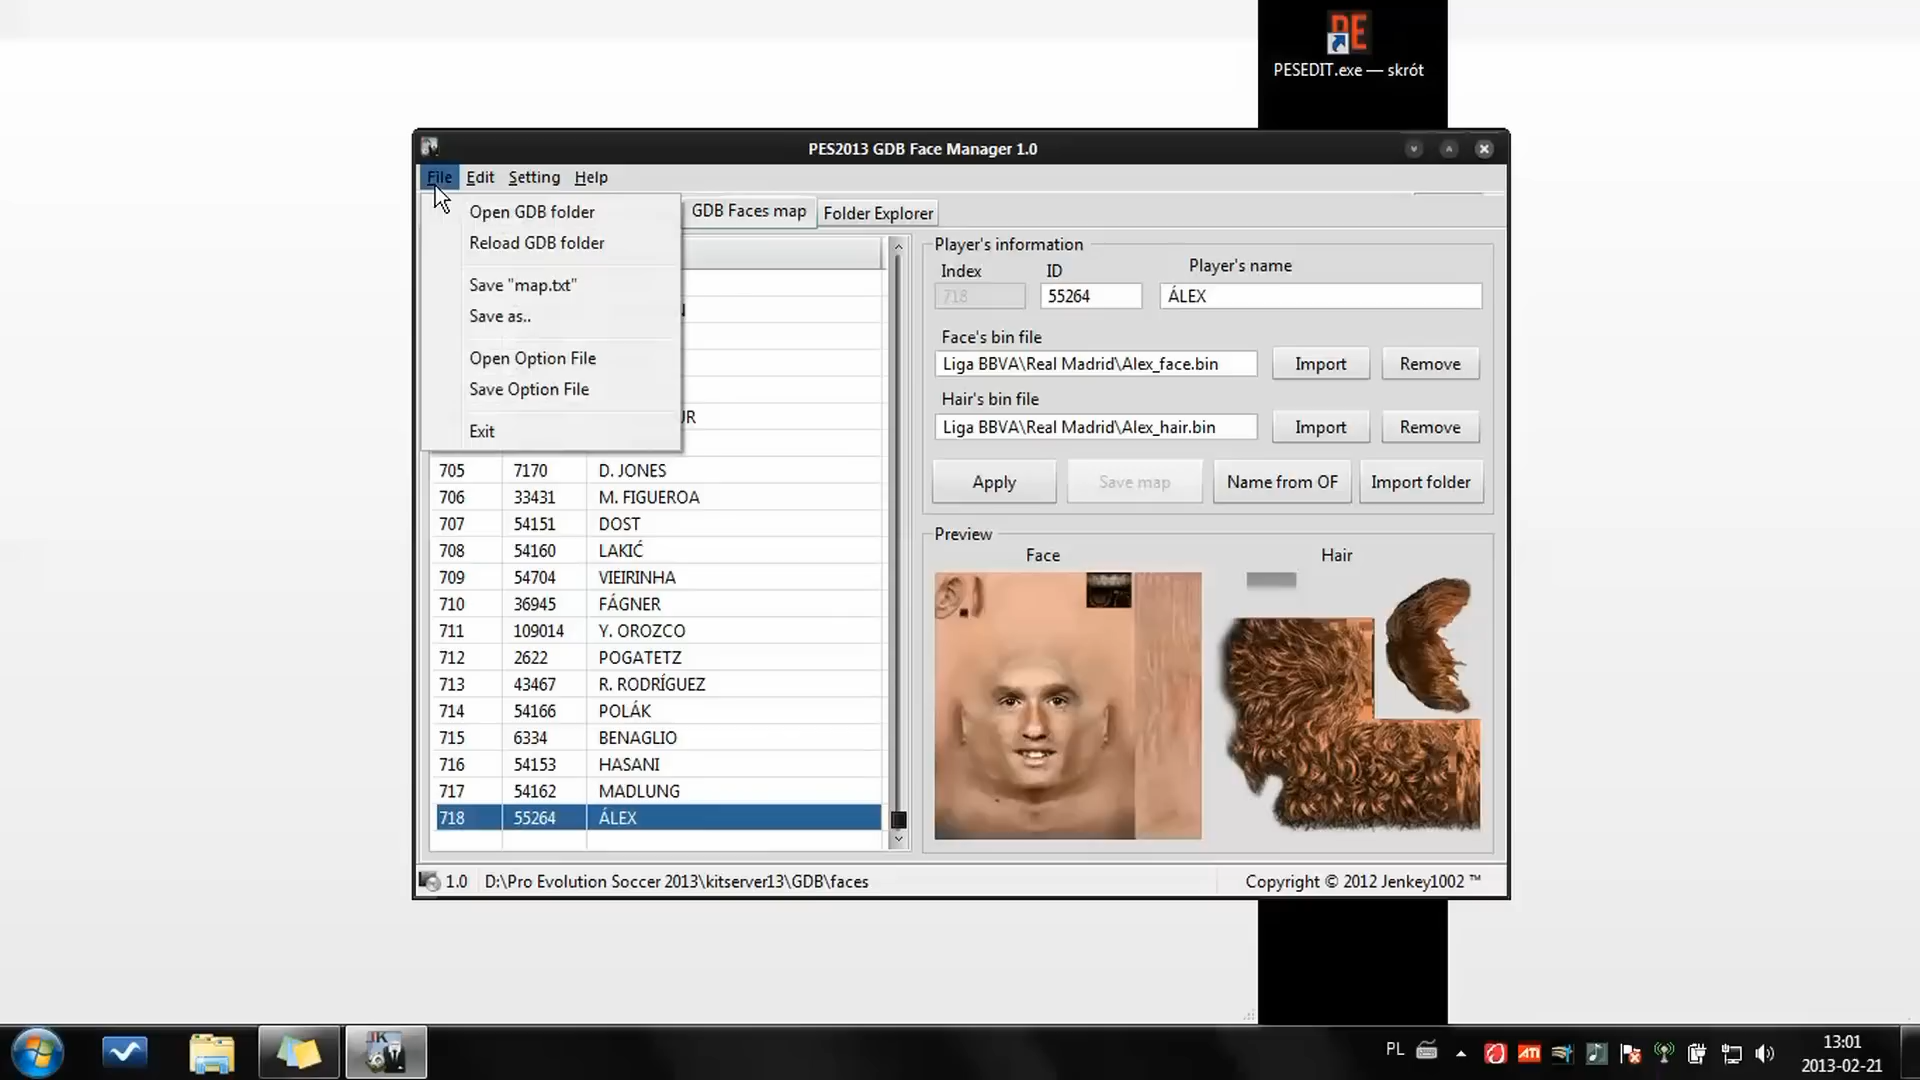 PESEDIT.exe — skrót
PES2013 GDB Face Manager 1.0
File Edit Setting Help
Open GDB folder
Reload GDB folder
Save "map.txt"
Save as..
Open Option File
Save Option File
Exit
GDB Faces map Folder Explorer
UR
705 7170 D. JONES
706 33431 M. FIGUEROA
707 54151 DOST
708 54160 LAKIĆ
709 54704 VIEIRINHA
710 36945 FÁGNER
711 109014 Y. OROZCO
712 2622 POGATETZ
713 43467 R. RODRÍGUEZ
714 54166 POLÁK
715 6334 BENAGLIO
716 54153 HASANI
717 54162 MADLUNG
718 55264 ÁLEX
Player's information
Index ID Player's name
718 55264 ÁLEX
Face's bin file
Liga BBVA\Real Madrid\Alex_face.bin Import Remove
Hair's bin file
Liga BBVA\Real Madrid\Alex_hair.bin Import Remove
Apply Save map Name from OF Import folder
Preview
Face Hair
1.0 D:\Pro Evolution Soccer 2013\kitserver13\GDB\faces Copyright © 2012 Jenkey1002 ™
PL
ATI
13:01
2013-02-21